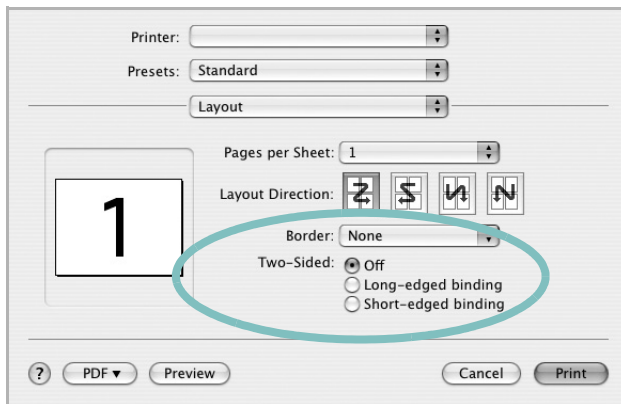 Printer:
Presets: Standard
Layout
Pages per Sheet: 1
Layout Direction:
1
Border: None
Two-Sided: Off
Long-edged binding
Short-edged binding
? PDF ▼ Preview Cancel Print